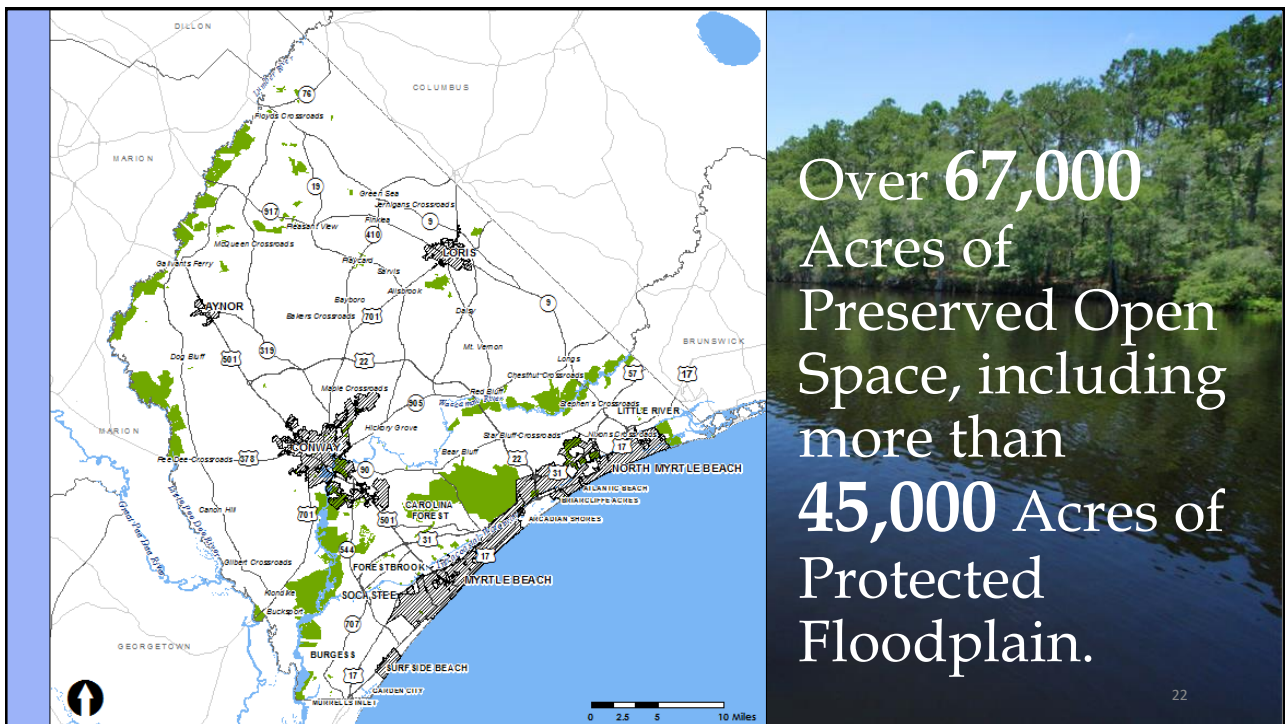 DILLON
COLUMBUS
76
Floyds Crossroads
MARION
19
Green Sea
Jernigans Crossroads
917
9
Pleasant View
Finklea
410
McQueen Crossroads
LORIS
Galivants Ferry
Playcard
Sarvis
Allsbrook
Bayboro
9
AYNOR
Bakers Crossroads
701
Daisy
BRUNSWICK
Mt. Vernon
319
Dog Bluff
501
22
Longs
Chestnut Crossroads
57
17
Maple Crossroads
Red Bluff
905
Stephen's Crossroads
LITTLE RIVER
Hickory Grove
MARION
Star Bluff Crossroads
Nixons Crossroads
CONWAY
17
Bear Bluff
Pee Dee Crossroads
378
90
22
31
NORTH MYRTLE BEACH
ATLANTIC BEACH
BRIARCLIFFE ACRES
CAROLINA
FOREST
Canon Hill
701
501
ARCADIAN SHORES
Great Pee Dee River
31
544
17
Gilbert Crossroads
FORESTBROOK
MYRTLE BEACH
Klondike
SOCASTEE
Bucksport
707
GEORGETOWN
BURGESS
SURFSIDE BEACH
17
GARDEN CITY
MURRELLS INLET
0 2.5 5 10 Miles
Over 67,000
Acres of
Preserved Open
Space, including
more than
45,000 Acres of
Protected
Floodplain.
22